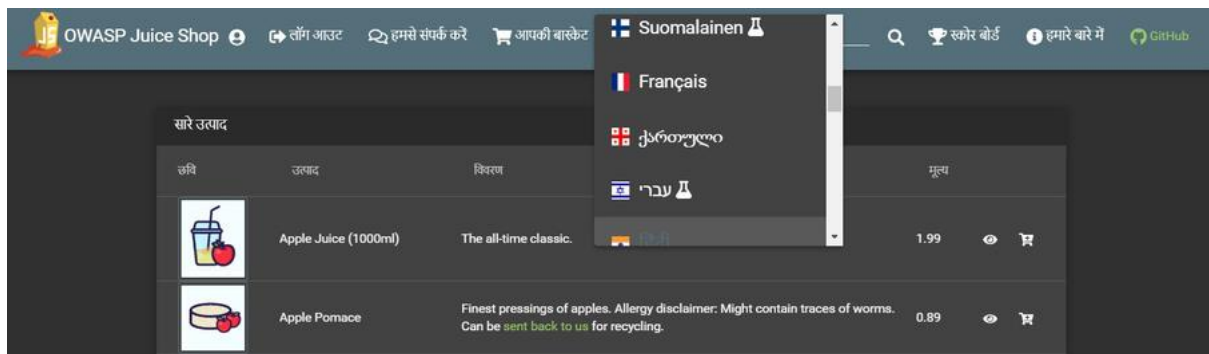 OWASP Juice Shop
लॉग आउट
हमसे संपर्क करें
आपकी बास्केट
स्कोर बोर्ड
हमारे बारे में
GitHub
Suomalainen
Français
ქართული
עברי
हिंदी
सारे उत्पाद
छवि
उत्पाद
विवरण
मूल्य
Apple Juice (1000ml)
The all-time classic.
1.99
Apple Pomace
Finest pressings of apples. Allergy disclaimer: Might contain traces of worms.
Can be sent back to us for recycling.
0.89